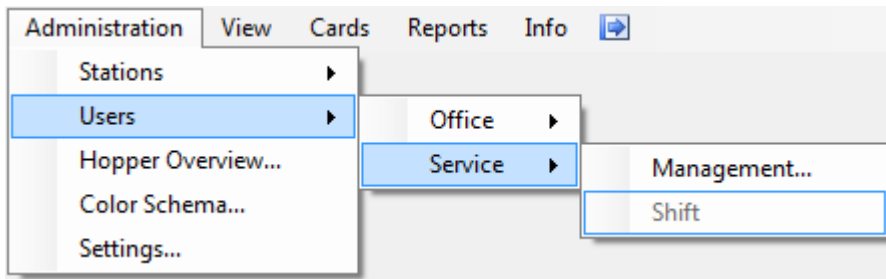 Administration View Cards Reports Info
Stations
Users
Hopper Overview...
Color Schema...
Settings...
Office
Service
Management...
Shift